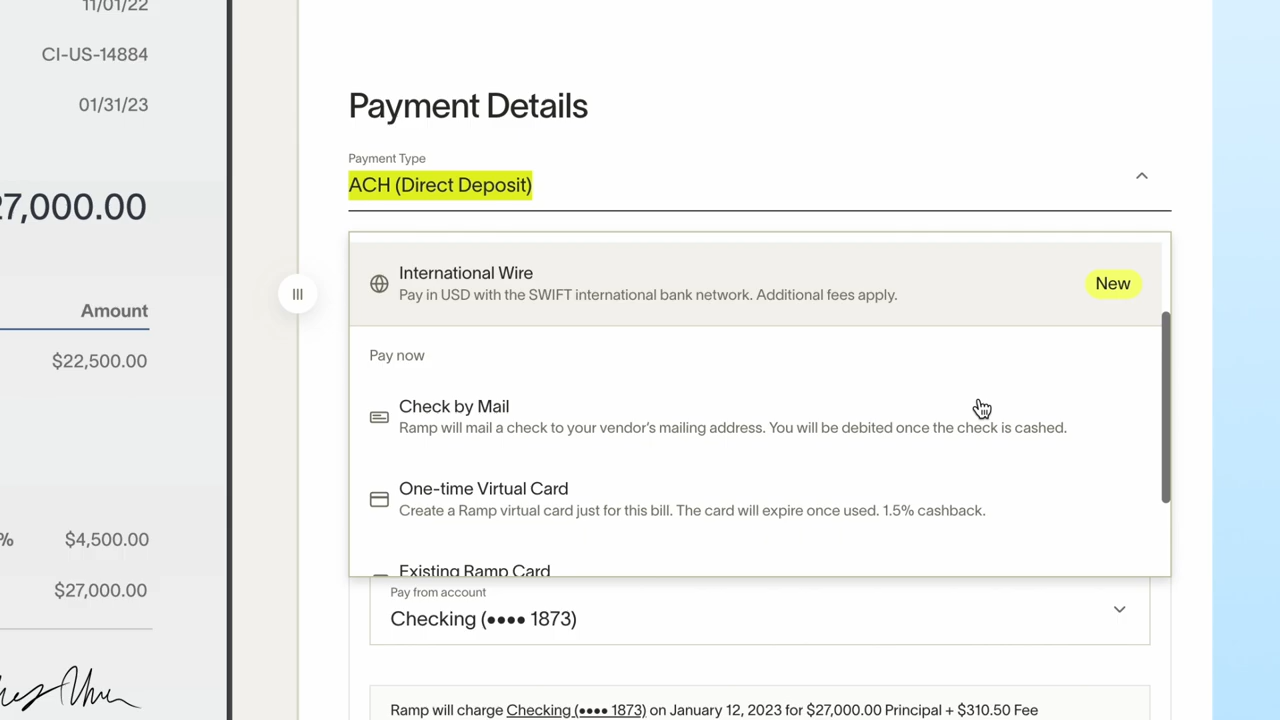 11/01/22
CI-US-14884
01/31/23
27,000.00
Amount
$22,500.00
% $4,500.00
$27,000.00
Payment Details
Payment Type
ACH (Direct Deposit)
International Wire
Pay in USD with the SWIFT international bank network. Additional fees apply.
New
Pay now
Check by Mail
Ramp will mail a check to your vendor’s mailing address. You will be debited once the check is cashed.
One-time Virtual Card
Create a Ramp virtual card just for this bill. The card will expire once used. 1.5% cashback.
Existing Ramp Card
Pay from account
Checking (•••• 1873)
Ramp will charge Checking (•••• 1873) on January 12, 2023 for $27,000.00 Principal + $310.50 Fee